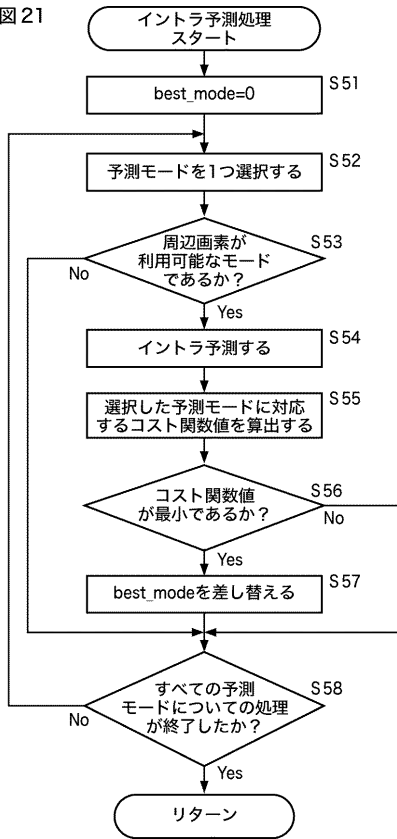 図21
イントラ予測処理
スタート
S51
best_mode=0
S52
予測モードを1つ選択する
S53
周辺画素が
利用可能なモード
であるか?
No
Yes
S54
イントラ予測する
S55
選択した予測モードに対応
するコスト関数値を算出する
S56
コスト関数値
が最小であるか?
No
Yes
S57
best_modeを差し替える
S58
すべての予測
モードについての処理
が終了したか?
No
Yes
リターン